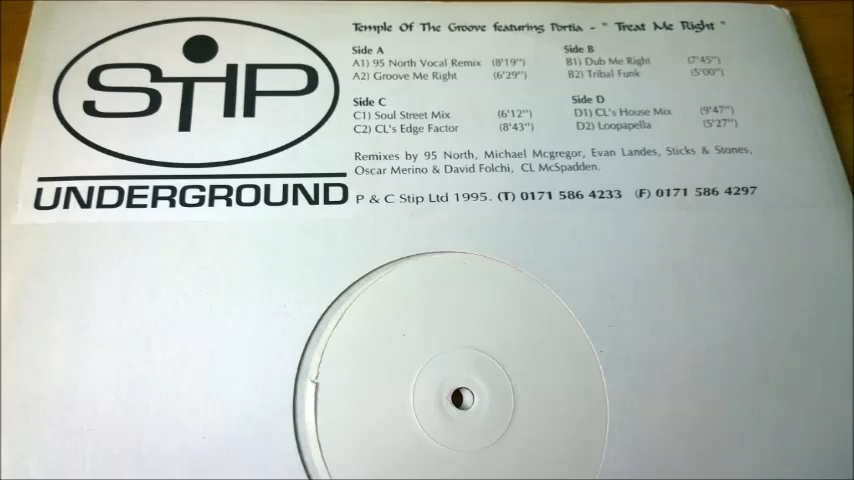 STIP
UNDERGROUND
Temple Of The Groove featuring Portia - " Treat Me Right "
Side A
A1) 95 North Vocal Remix (8'19")
A2) Groove Me Right (6'29")
Side B
B1) Dub Me Right (7'45")
B2) Tribal Funk (5'00")
Side C
C1) Soul Street Mix (6'12")
C2) CL's Edge Factor (8'43")
Side D
D1) CL's House Mix (9'47")
D2) Loopapella (5'27")
Remixes by 95 North, Michael Mcgregor, Evan Landes, Sticks & Stones,
Oscar Merino & David Folchi, CL McSpadden.
P & C Stip Ltd 1995. (T) 0171 586 4233 (F) 0171 586 4297